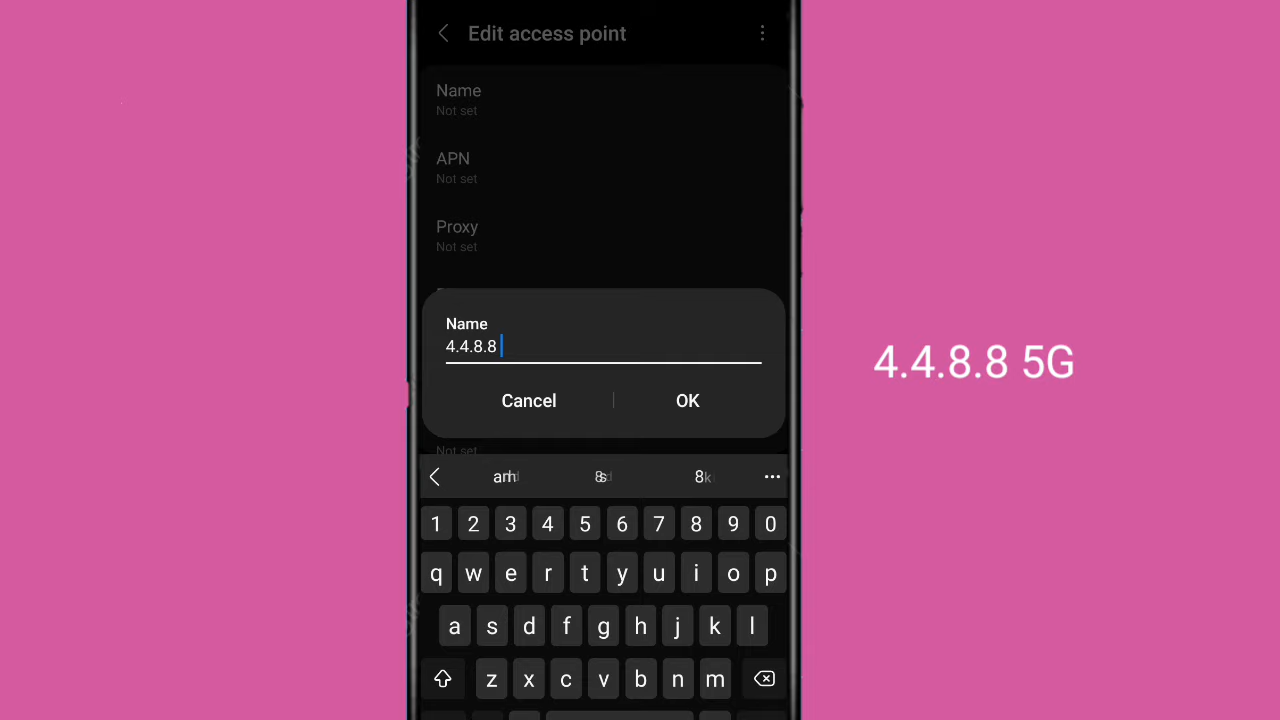 Edit access point
Name
Not set
APN
Not set
Proxy
Not set
Name
4.4.8.8
Cancel
OK
Not set
8
1 2 3 4 5 6 7 8 9 0
q w e r t y u i o p
a s d f g h j k l
z x c v b n m
4.4.8.8 5G